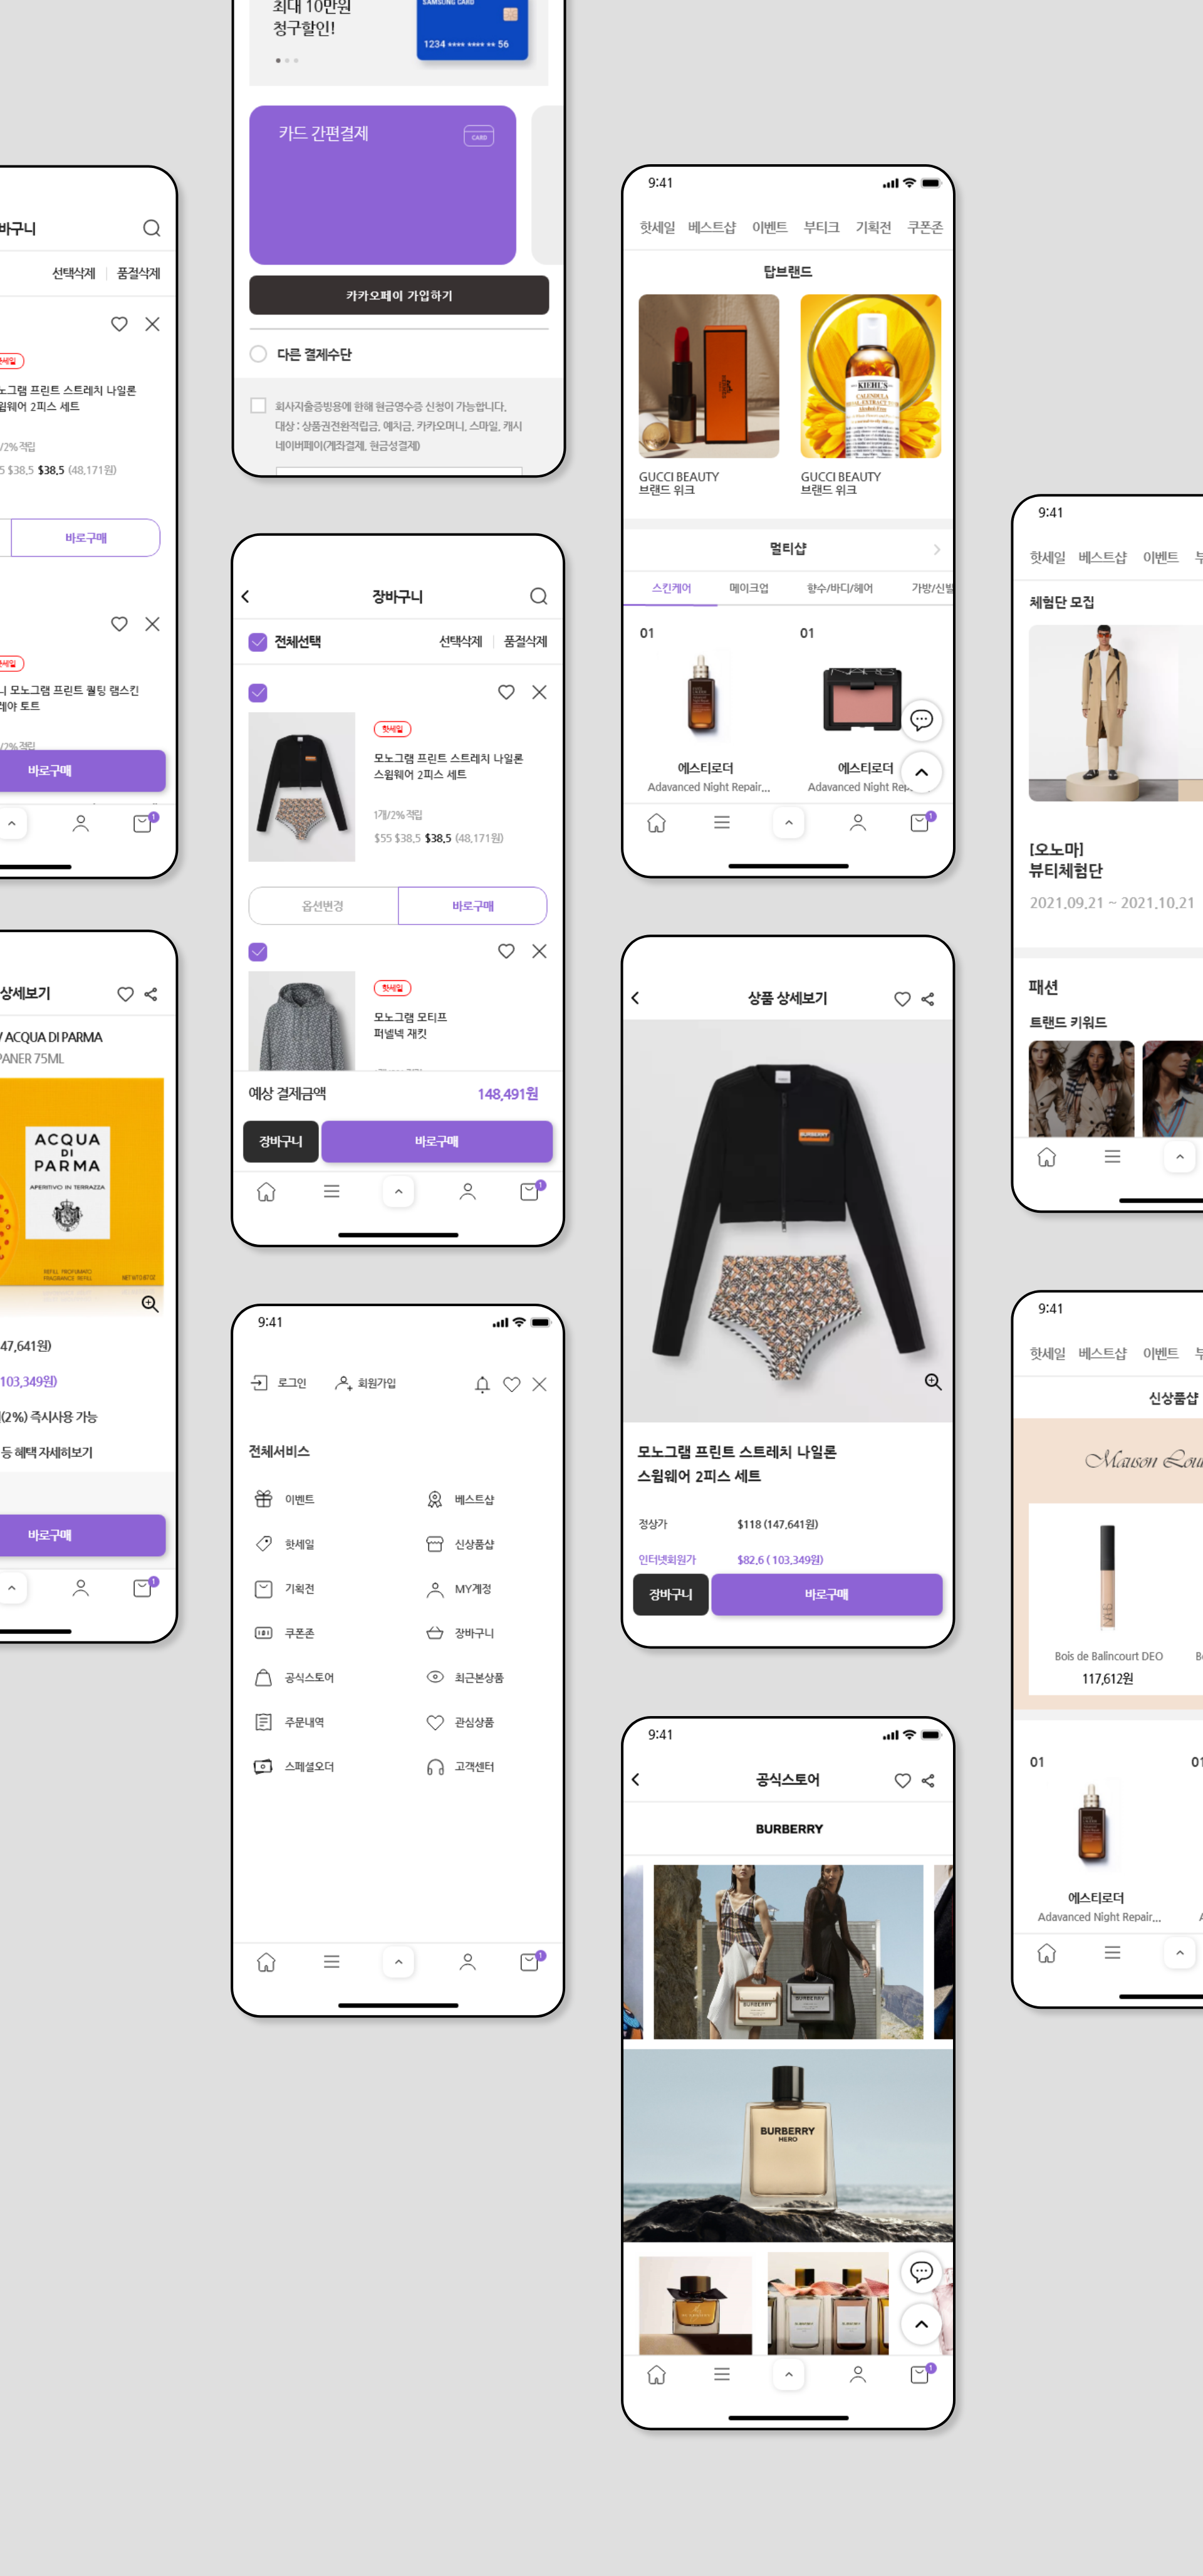 바구니
선택삭제
품절삭제
노그램 프린트 스트레치 나일론
윔웨어 2피스 세트
/2% 적립
5 $38,5 $38,5 (48,171원)
바로구매
니 모노그램 프린트 퀼팅 램스킨
레야 토트
/2% 적립
바로구매
상세보기
/ ACQUA DI PARMA
PANER 75ML
ACQUA
DI
PARMA
APERITIVO IN TERRAZZA
47,641원)
103,349원)
(2%) 즉시사용 가능
등 혜택 자세히보기
바로구매
최대 10만원
청구할인!
SAMSUNG CARD
1234 **** **** ** 56
카드 간편결제
CARD
카카오페이 가입하기
다른 결제수단
회사지출증빙용에 한해 현금영수증 신청이 가능합니다.
대상 : 상품권전환적립금, 예치금, 카카오머니, 스마일, 캐시
네이버페이(계좌결제, 현금성결제)
장바구니
전체선택
선택삭제
품절삭제
핫세일
모노그램 프린트 스트레치 나일론
스윔웨어 2피스 세트
1개/2% 적립
$55 $38,5 $38,5 (48,171원)
옵션변경
바로구매
핫세일
모노그램 모티프
퍼넬넥 재킷
예상 결제금액
148,491원
장바구니
바로구매
1
9:41
로그인
회원가입
전체서비스
이벤트
베스트샵
핫세일
신상품샵
기획전
MY계정
쿠폰존
장바구니
공식스토어
최근본상품
주문내역
관심상품
스페셜오더
고객센터
1
9:41
핫세일 베스트샵 이벤트 부티크 기획전 쿠폰존
탑브랜드
KIEHL'S
CALENDULA
GUCCI BEAUTY
브랜드 위크
GUCCI BEAUTY
브랜드 위크
멀티샵
스킨케어 메이크업 향수/바디/헤어 가방/신발
01
01
에스티로더
Adavanced Night Repair...
에스티로더
Adavanced Night Rep
1
상품 상세보기
BURBERRY
모노그램 프린트 스트레치 나일론
스윔웨어 2피스 세트
정상가
$118 (147,641원)
인터넷회원가
$82,6 ( 103,349원)
장바구니
바로구매
9:41
공식스토어
BURBERRY
BURBERRY
BURBERRY
BURBERRY
HERO
1
9:41
핫세일 베스트샵 이벤트
체험단 모집
[오노마]
뷰티체험단
2021.09.21 ~ 2021.10.21
패션
트랜드 키워드
9:41
핫세일 베스트샵 이벤트
신상품샵
Mauson Lou
Bois de Balincourt DEO
117,612원
01
에스티로더
Adavanced Night Repair...